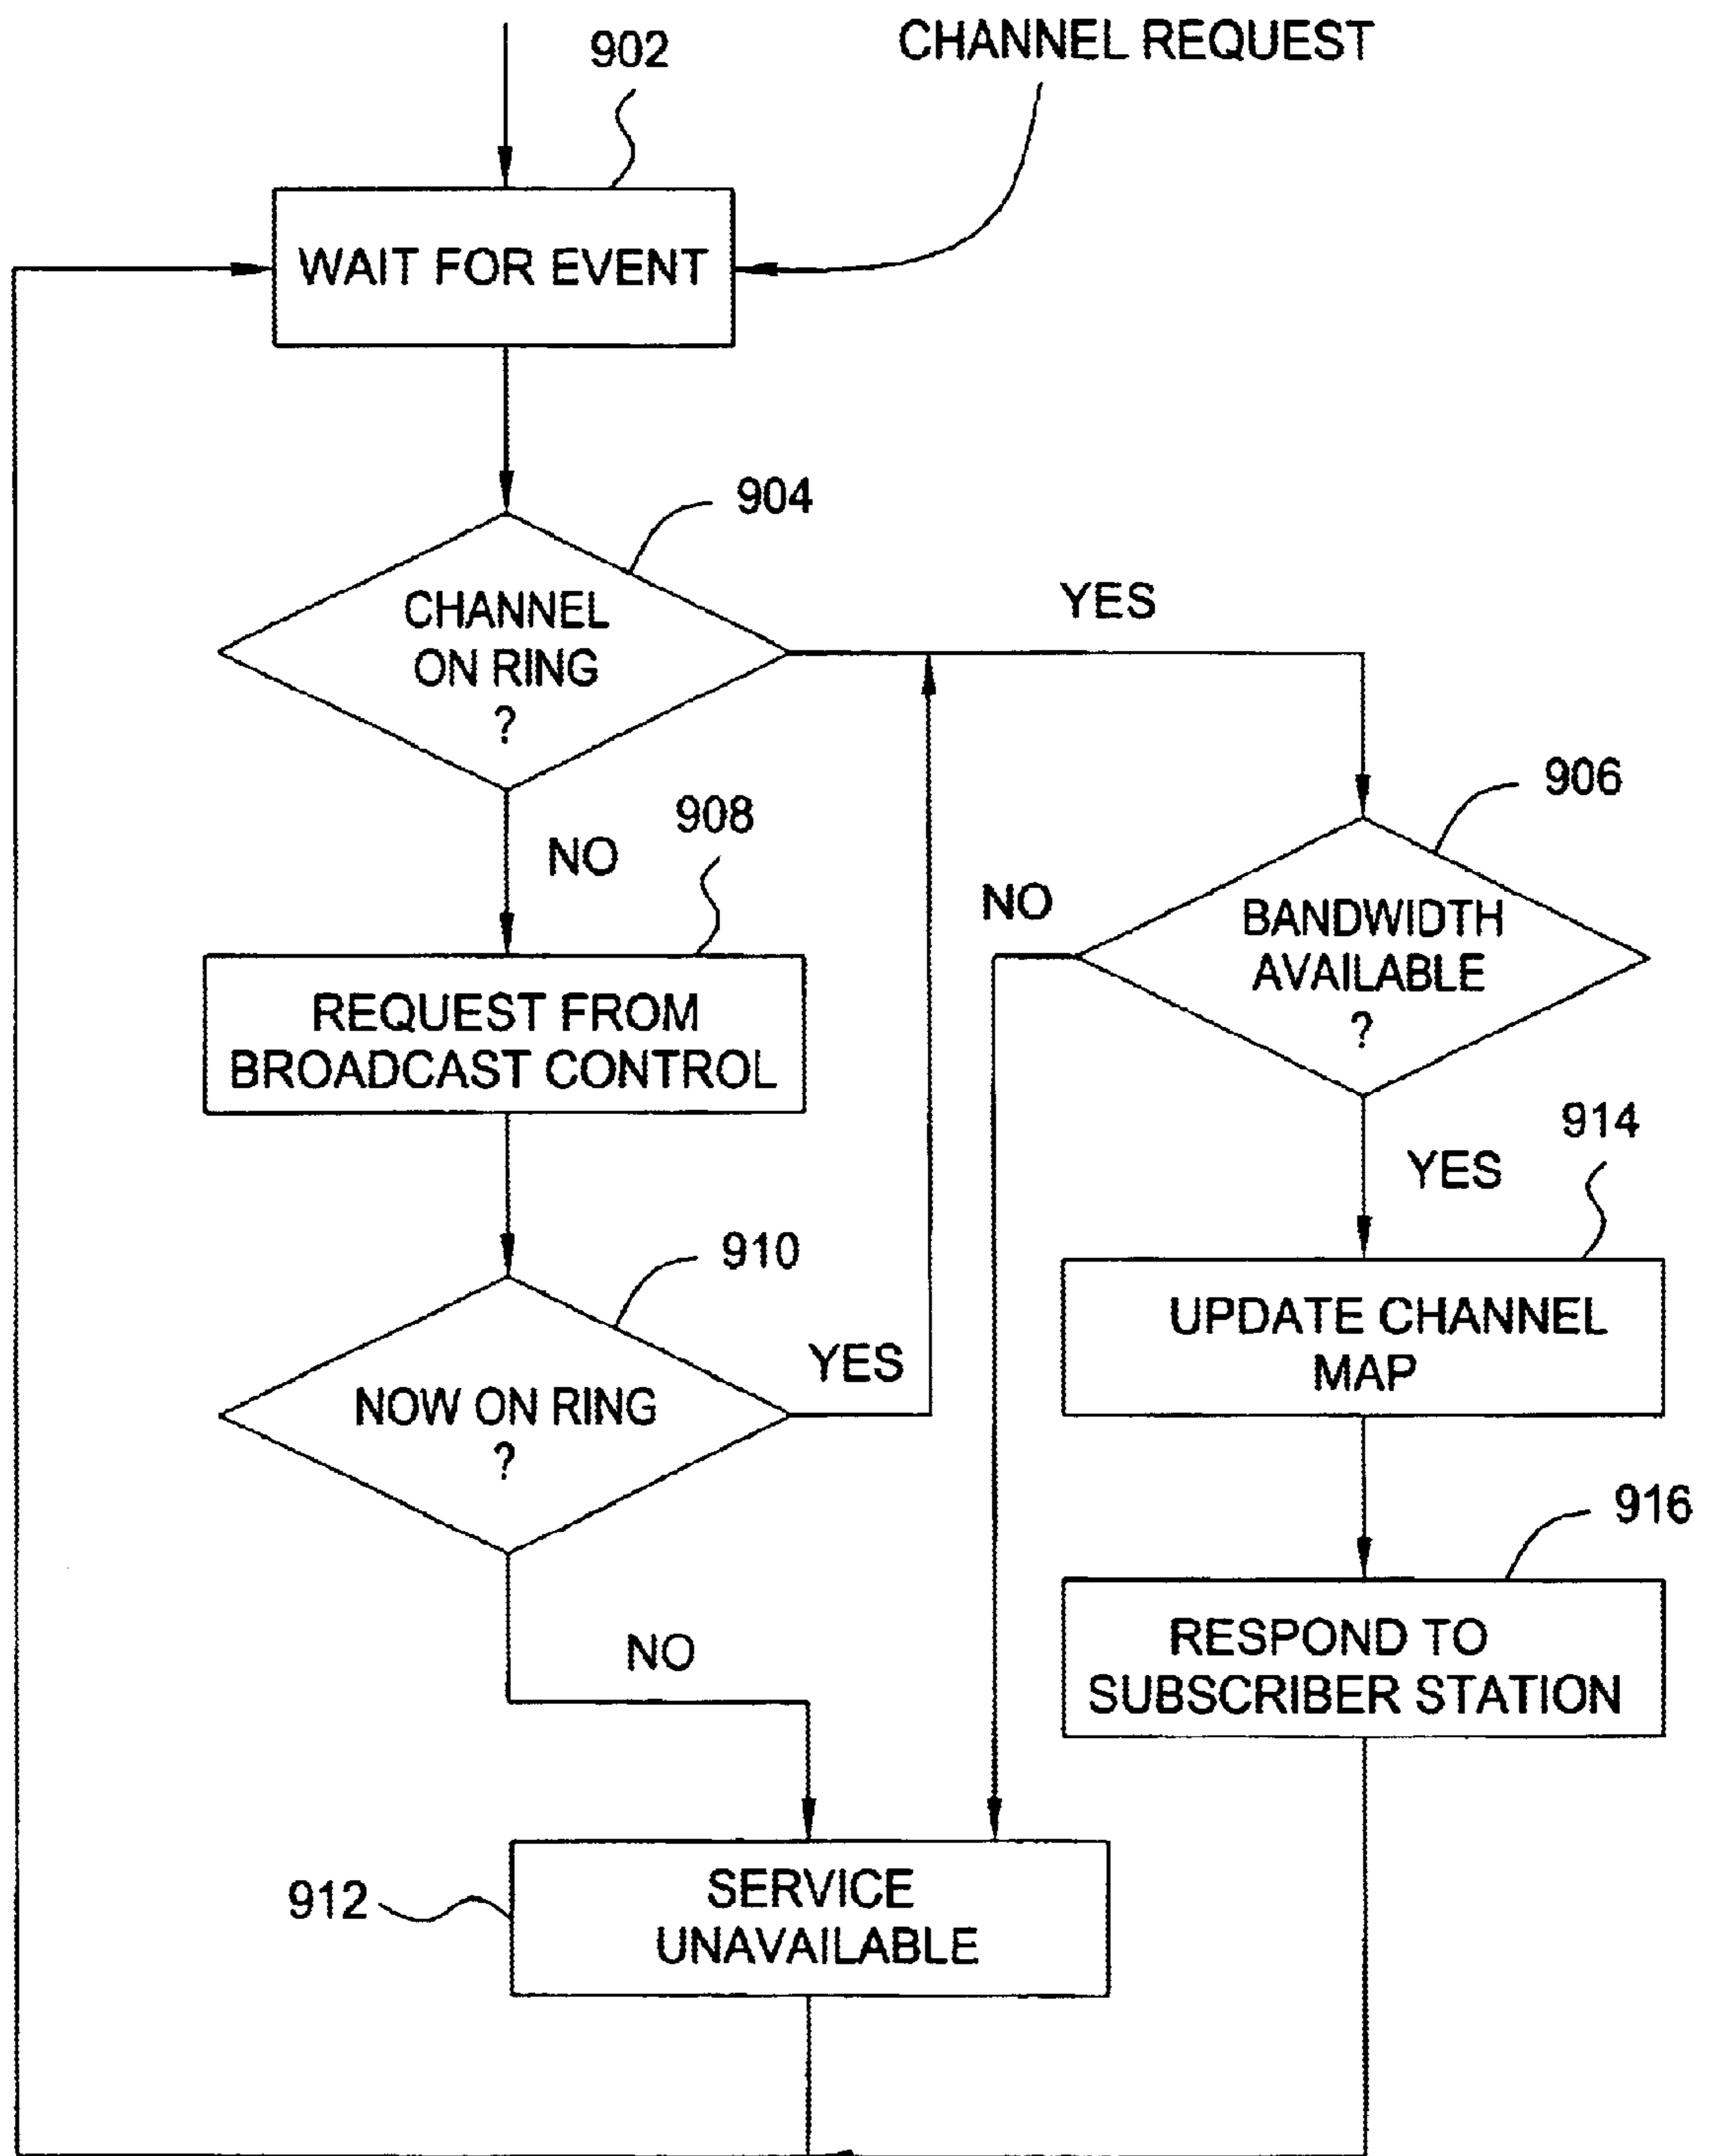 902
CHANNEL REQUEST
WAIT FOR EVENT
904
CHANNEL
ON RING
?
YES
906
NO
908
NO
BANDWIDTH
AVAILABLE
?
REQUEST FROM
BROADCAST CONTROL
914
YES
910
UPDATE CHANNEL
MAP
YES
NOW ON RING
?
916
NO
RESPOND TO
SUBSCRIBER STATION
912
SERVICE
UNAVAILABLE